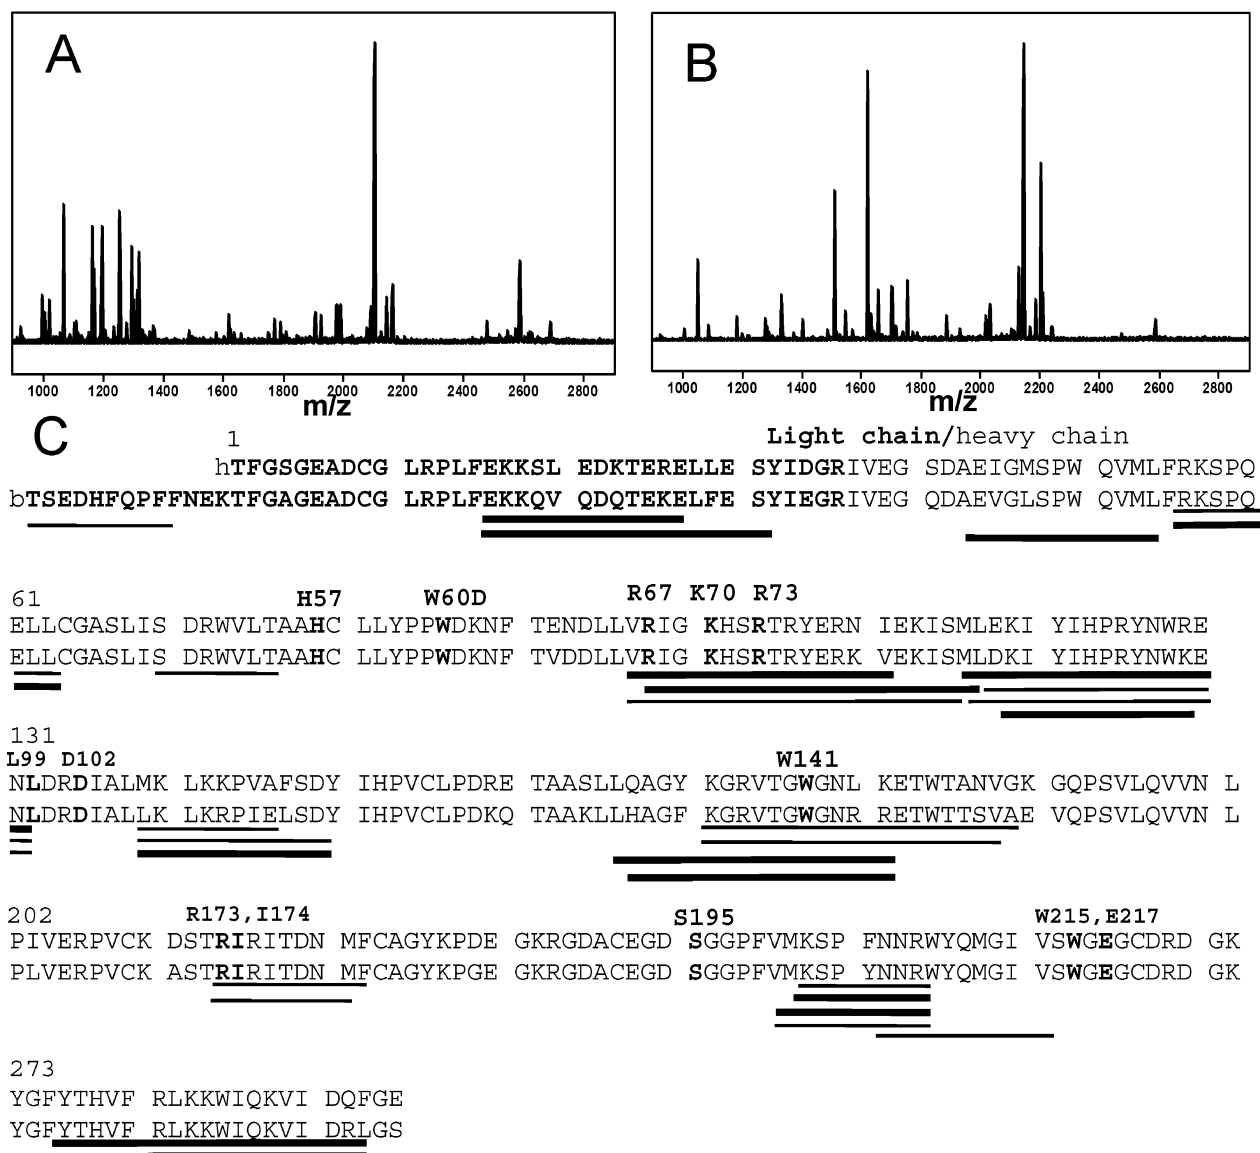 A
B
1000 1200 1400 1600 1800 2000 2200 2400 2600 2800
m/z
1000 1200 1400 1600 1800 2000 2200 2400 2600 2800
m/z
C
1 Light chain/heavy chain
hTFGSGEADCG LRPLFEKKSL EDKTERELLE SYIDGRIVEG SDAEIGMSPW QVMLFRKSPQ
bTSEDHFQPFFNEKTFGAGEADCG LRPLFEKKQV QDQTEKELFE SYIEGRIVEG QDAEVGLSPW QVMLFRKSPQ
61 H57 W60D R67 K70 R73
ELLCGASLIS DRWVLTAAHC LLYPPWDKNF TENDLLVRIG KHSRTRYERN IEKISMLEKI YIHPRYNWRE
ELLCGASLIS DRWVLTAAHC LLYPPWDKNF TVDDLLVRIG KHSRTRYERK VEKISMLDKI YIHPRYNWKE
131
L99 D102 W141
NLDRDIALMK LKKPVAFSDY IHPVCLPDRE TAASLLQAGY KGRVTGWGNL KETWTANVGK GQPSVLQVVN L
NLDRDIALLK LKRPIELSDY IHPVCLPDKQ TAAKLLHAGF KGRVTGWGNR RETWTTSVAE VQPSVLQVVN L
202 R173,I174 S195 W215,E217
PIVERPVCK DSTRIRITDN MFCAGYKPDE GKRGDACEGD SGGPFVMKSP FNNRWYQMGI VSWGEGCDRD GK
PLVERPVCK ASTRIRITDN MFCAGYKPGE GKRGDACEGD SGGPFVMKSP YNNRWYQMGI VSWGEGCDRD GK
273
YGFYTHVF RLKKWIQKVI DQFGE
YGFYTHVF RLKKWIQKVI DRLGS